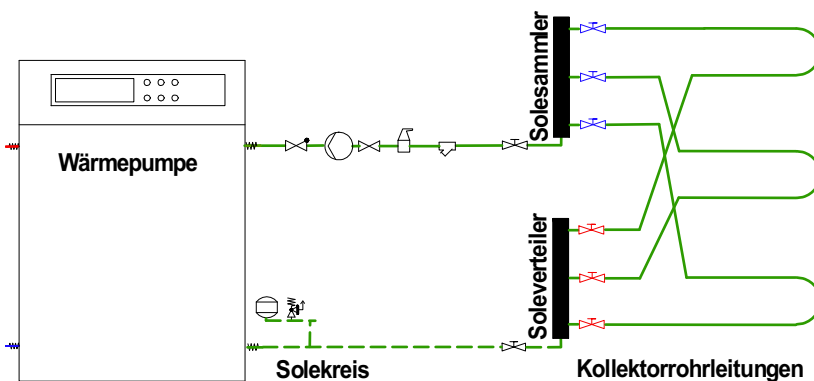 Wärmepumpe
Solesammler
Soleverteiler
Solekreis
Kollektorrohrleitungen